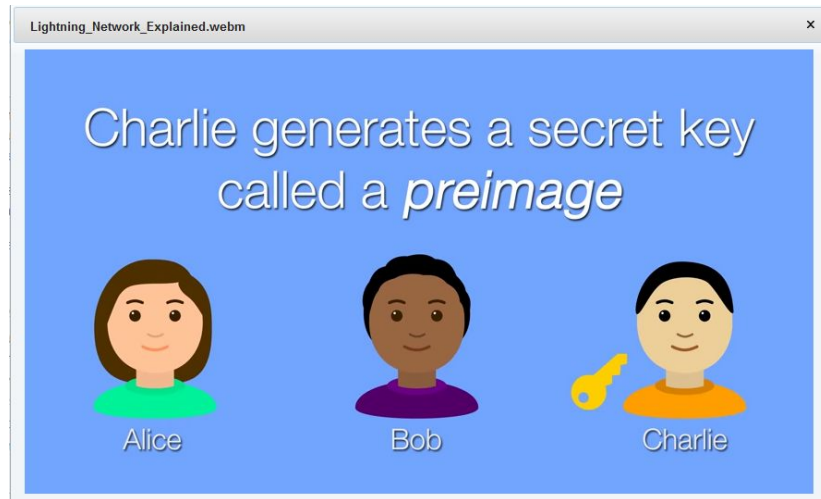 Lightning_Network_Explained.webm
x
Charlie generates a secret key
called a preimage
Alice
Bob
Charlie